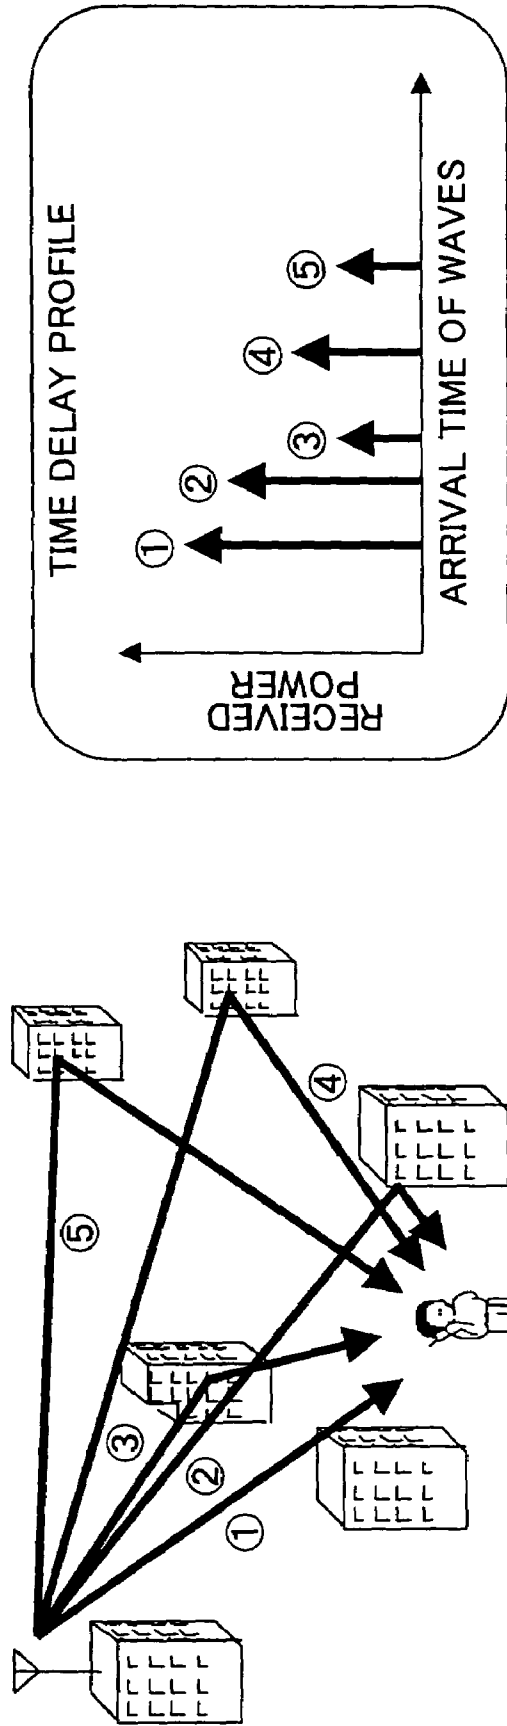 ⑤
③
④
②
①
TIME DELAY PROFILE
RECEIVED
POWER
①
②
③
④
⑤
ARRIVAL TIME OF WAVES